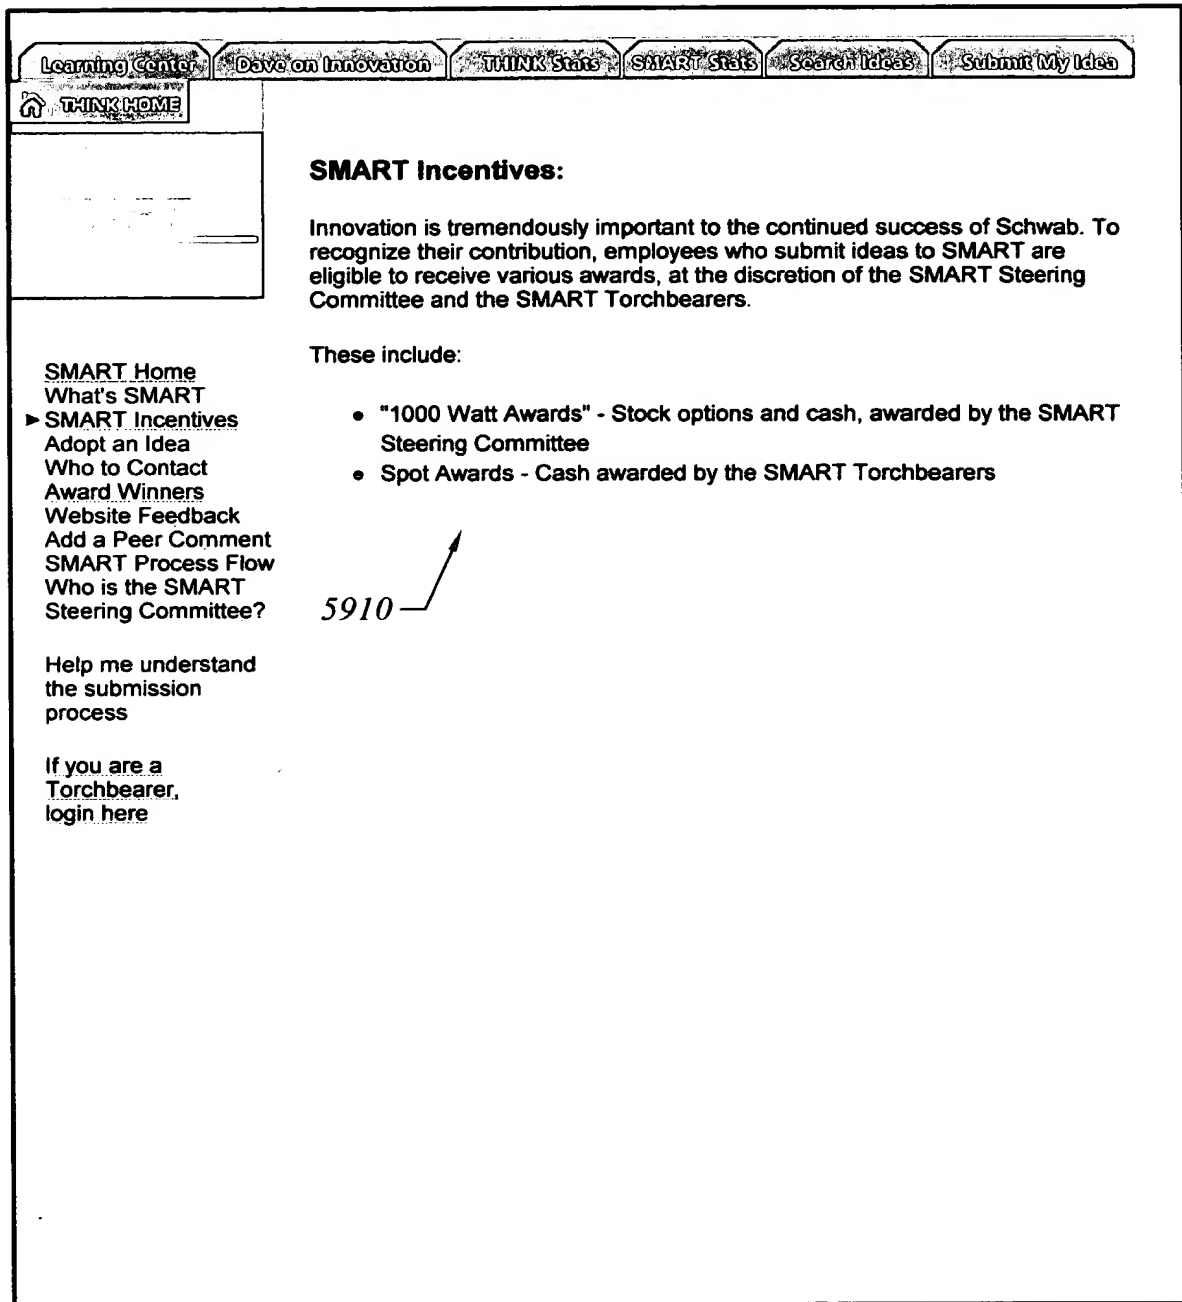 Learning Center Dave on Innovation THINK Stats SMART Stats Search Ideas Submit My Idea
THINK HOME
SMART Incentives:
Innovation is tremendously important to the continued success of Schwab. To
recognize their contribution, employees who submit ideas to SMART are
eligible to receive various awards, at the discretion of the SMART Steering
Committee and the SMART Torchbearers.
These include:
• "1000 Watt Awards" - Stock options and cash, awarded by the SMART
Steering Committee
• Spot Awards - Cash awarded by the SMART Torchbearers
5910
SMART Home
What's SMART
► SMART Incentives
Adopt an Idea
Who to Contact
Award Winners
Website Feedback
Add a Peer Comment
SMART Process Flow
Who is the SMART
Steering Committee?
Help me understand
the submission
process
If you are a
Torchbearer,
login here